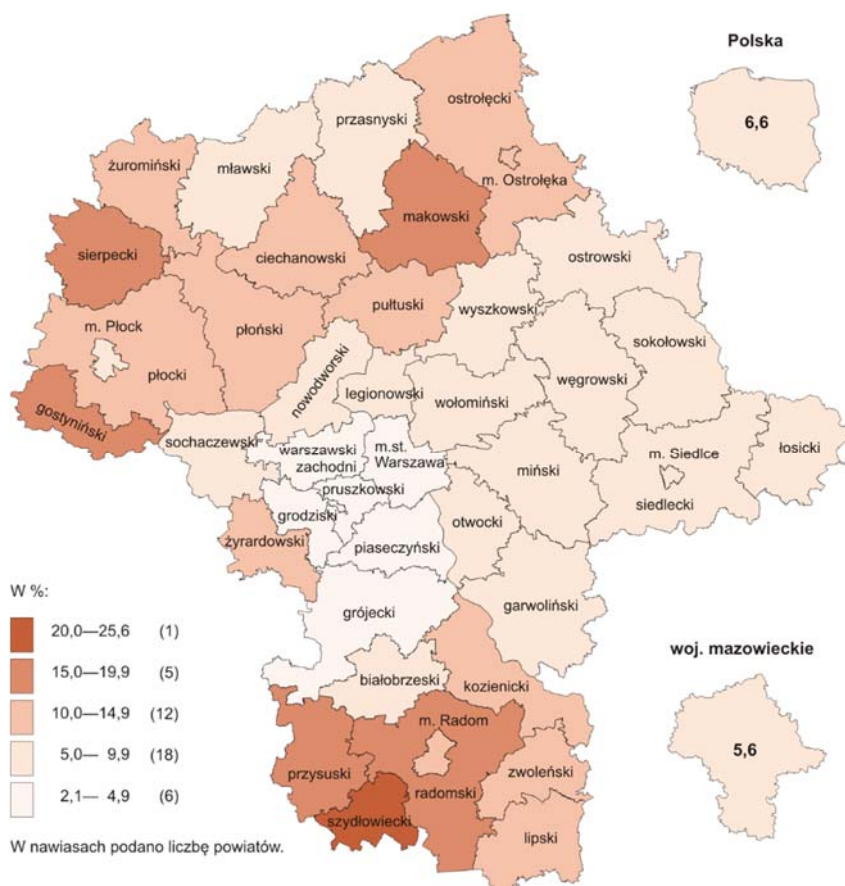 Polska
6,6
ostrołęcki
przasnyski
żuromiński
mławski
m. Ostrołęka
makowski
sierpecki
ciechanowski
ostrowski
pułtuski
wyszkowski
m. Płock
płoński
sokołowski
płocki
nowodworski
legionowski
wołomiński
węgrowski
gostyniński
sochaczewski
warszawski
zachodni
m.st.
Warszawa
miński
m. Siedlce
łosicki
pruszkowski
siedlecki
grodziski
otwocki
żyrardowski
piaseczyński
W %:
garwoliński
20,0—25,6 (1)
grójecki
15,0—19,9 (5)
woj. mazowieckie
białobrzeski
kozienicki
10,0—14,9 (12)
m. Radom
5,6
5,0— 9,9 (18)
przysuski
zwoleński
2,1— 4,9 (6)
radomski
szydłowiecki
lipski
W nawiasach podano liczbę powiatów.